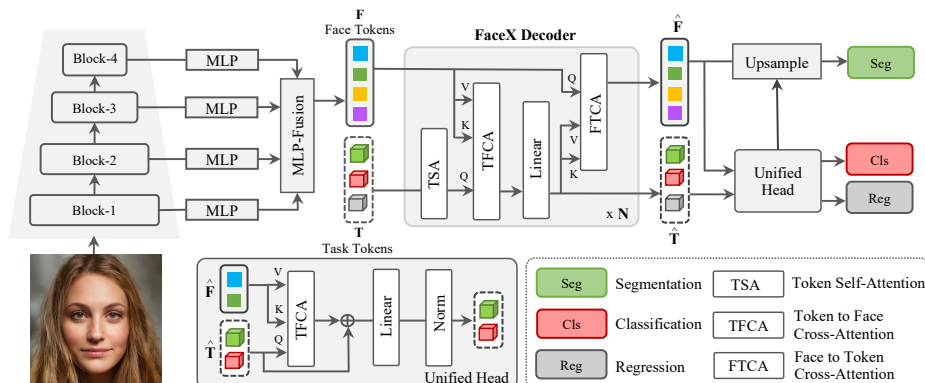 F
Face Tokens
FaceX Decoder
F̂
Block-4
MLP
Upsample
Seg
Block-3
MLP
MLP-Fusion
V
K
Q
TSA
TFCA
Linear
Q
V
K
FTCA
Block-2
MLP
Unified
Head
Cls
Block-1
MLP
Reg
x N
T
Task Tokens
T̂
F̂
T̂
V
K
Q
TFCA
Linear
Norm
Unified Head
Seg
Segmentation
TSA
Token Self-Attention
Cls
Classification
TFCA
Token to Face
Cross-Attention
Reg
Regression
FTCA
Face to Token
Cross-Attention